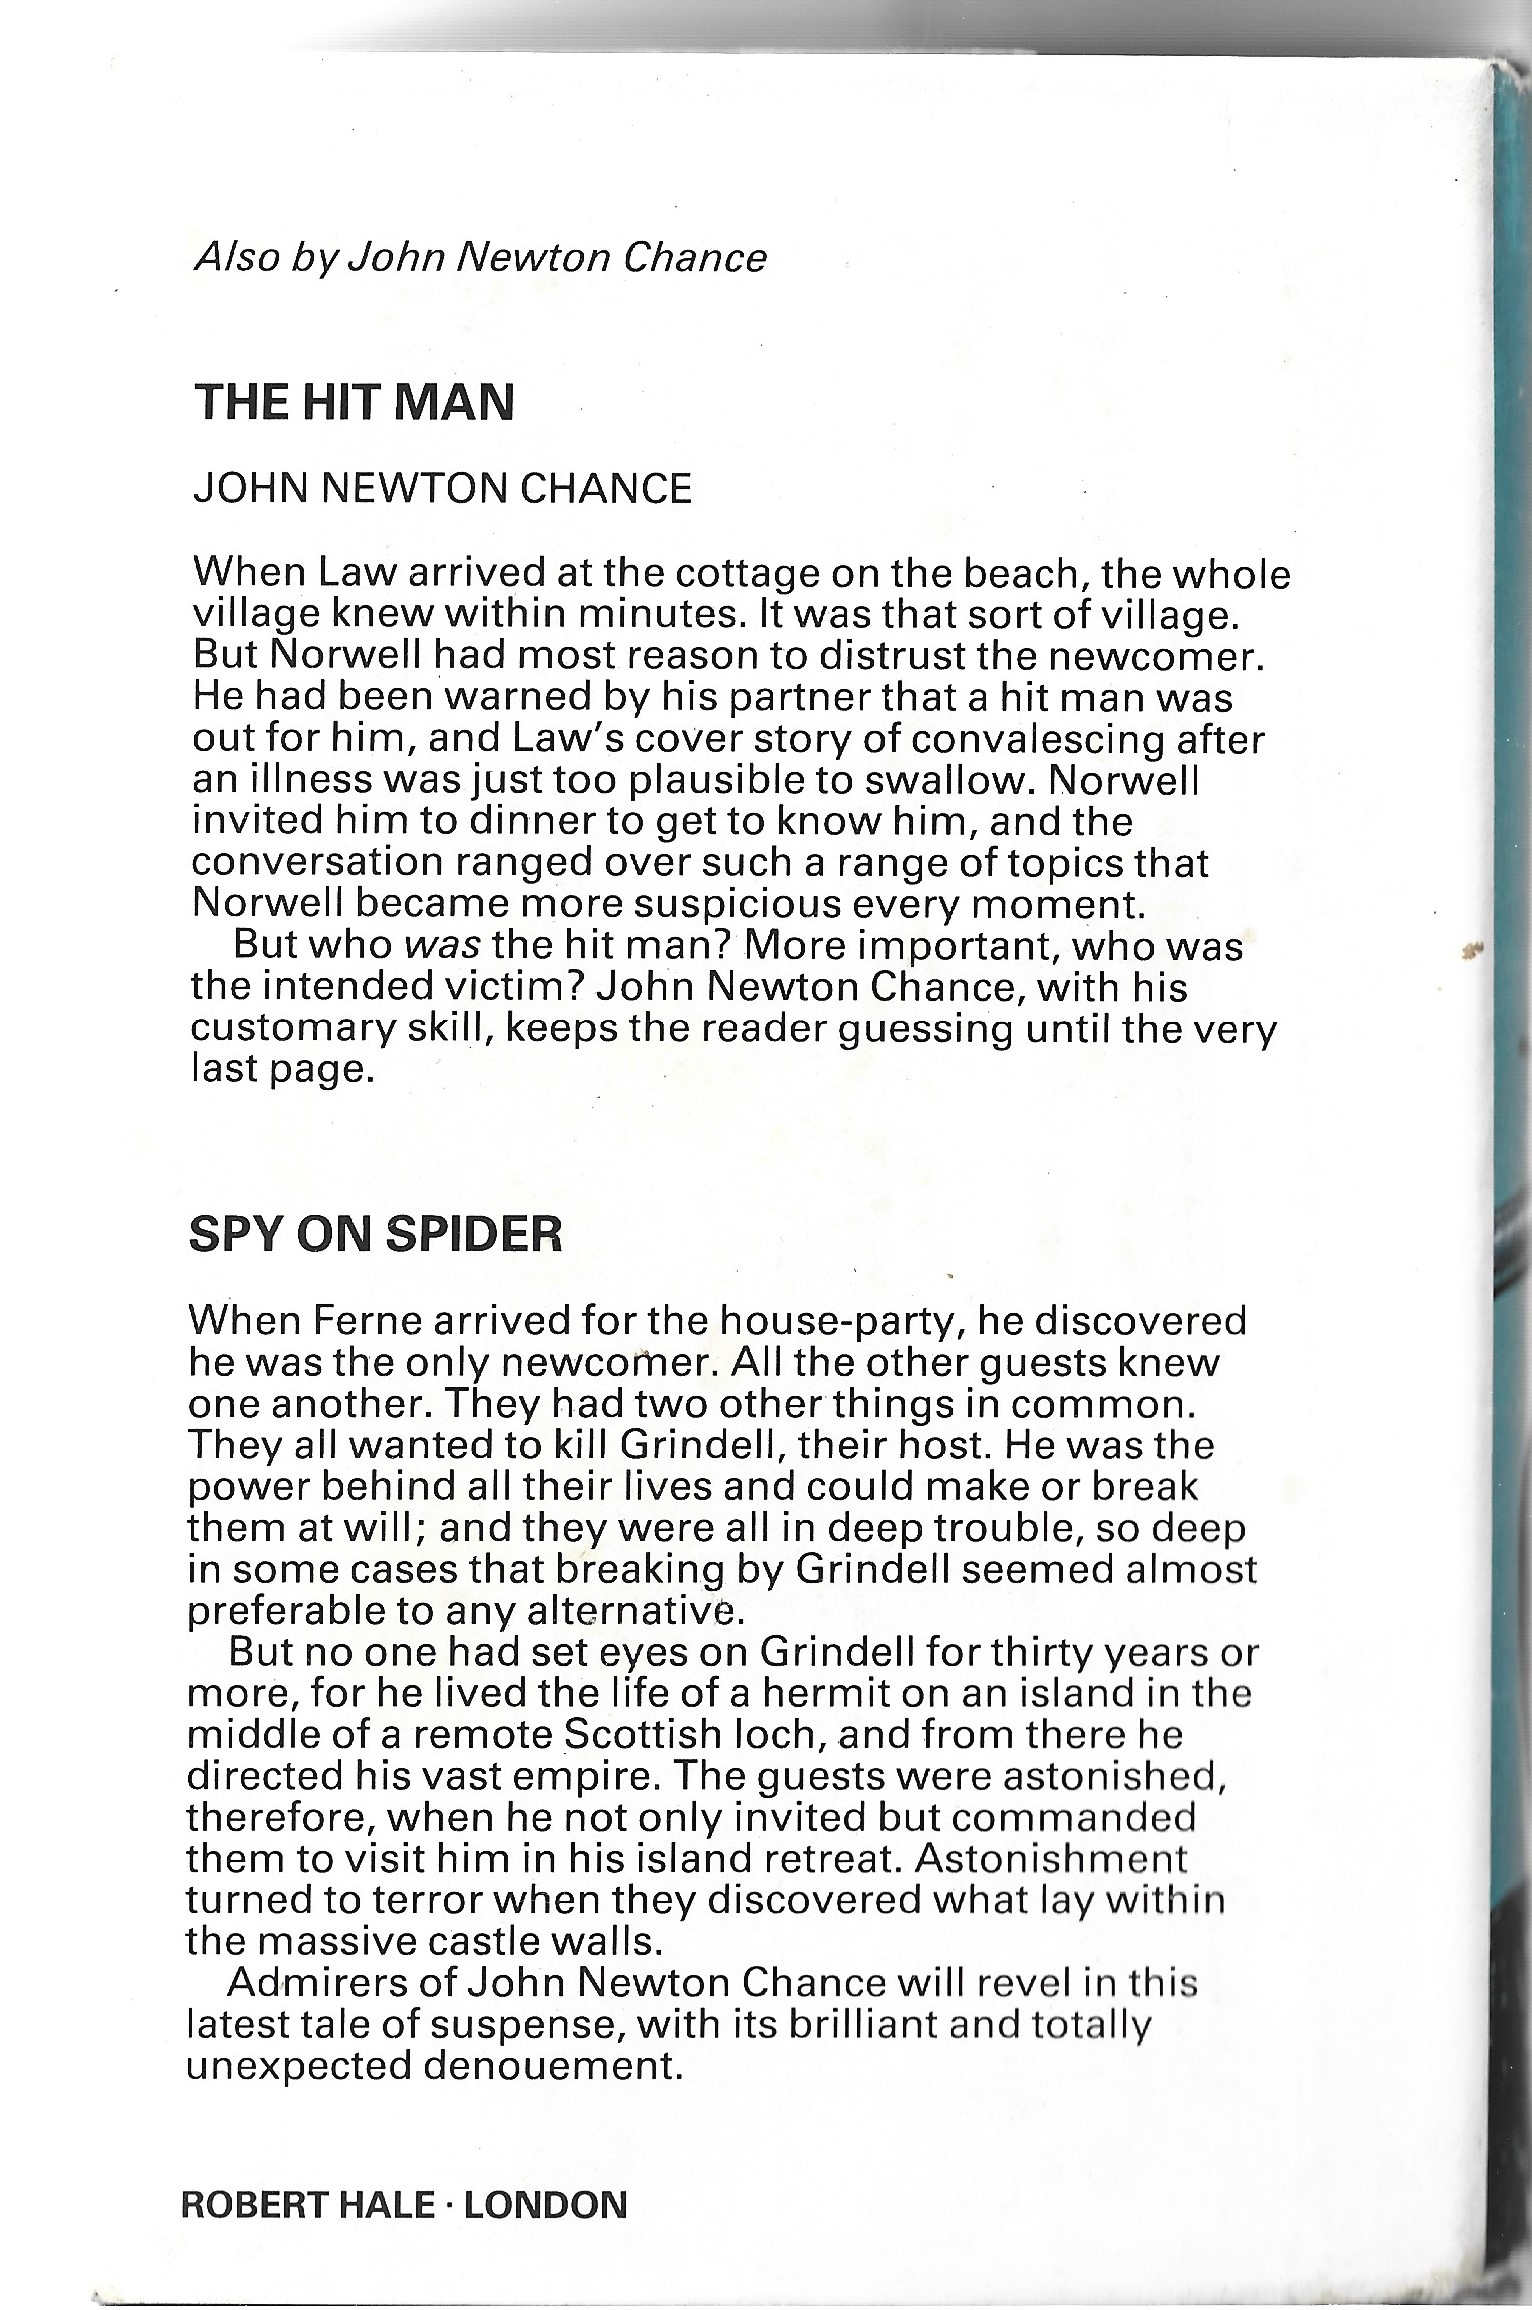 Also by John Newton Chance
THE HIT MAN
JOHN NEWTON CHANCE
When Law arrived at the cottage on the beach, the whole
village knew within minutes. It was that sort of village.
But Norwell had most reason to distrust the newcomer.
He had been warned by his partner that a hit man was
out for him, and Law's cover story of convalescing after
an illness was just too plausible to swallow. Norwell
invited him to dinner to get to know him, and the
conversation ranged over such a range of topics that
Norwell became more suspicious every moment.
But who was the hit man? More important, who was
the intended victim? John Newton Chance, with his
customary skill, keeps the reader guessing until the very
last page.
SPY ON SPIDER
When Ferne arrived for the house-party, he discovered
he was the only newcomer. All the other guests knew
one another. They had two other things in common.
They all wanted to kill Grindell, their host. He was the
power behind all their lives and could make or break
them at will; and they were all in deep trouble, so deep
in some cases that breaking by Grindell seemed almost
preferable to any alternative.
But no one had set eyes on Grindell for thirty years or
more, for he lived the life of a hermit on an island in the
middle of a remote Scottish loch, and from there he
directed his vast empire. The guests were astonished,
therefore, when he not only invited but commanded
them to visit him in his island retreat. Astonishment
turned to terror when they discovered what lay within
the massive castle walls.
Admirers of John Newton Chance will revel in this
latest tale of suspense, with its brilliant and totally
unexpected denouement.
ROBERT HALE · LONDON